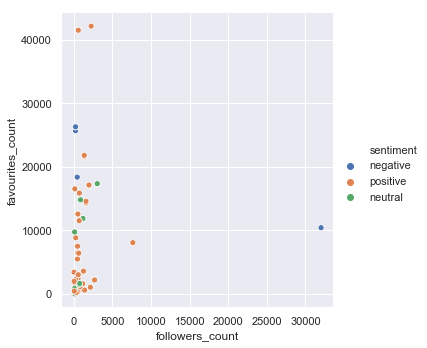 40000
30000
20000
10000
0
favourites_count
0 5000 10000 15000 20000 25000 30000
followers_count
sentiment
negative
positive
neutral